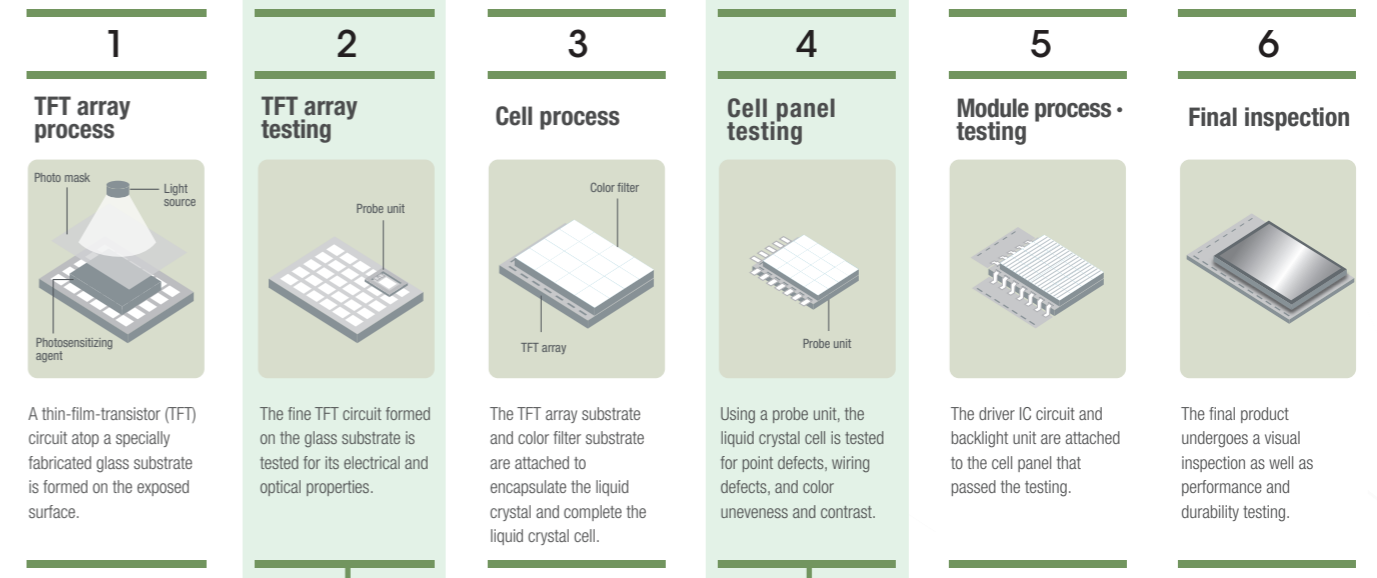 1
TFT array
process
Photo mask
Light
source
Photosensitizing
agent
A thin-film-transistor (TFT)
circuit atop a specially
fabricated glass substrate
is formed on the exposed
surface.
2
TFT array
testing
Probe unit
The fine TFT circuit formed
on the glass substrate is
tested for its electrical and
optical properties.
3
Cell process
Color filter
TFT array
The TFT array substrate
and color filter substrate
are attached to
encapsulate the liquid
crystal and complete the
liquid crystal cell.
4
Cell panel
testing
Probe unit
Using a probe unit, the
liquid crystal cell is tested
for point defects, wiring
defects, and color
uneveness and contrast.
5
Module process •
testing
The driver IC circuit and
backlight unit are attached
to the cell panel that
passed the testing.
6
Final inspection
The final product
undergoes a visual
inspection as well as
performance and
durability testing.